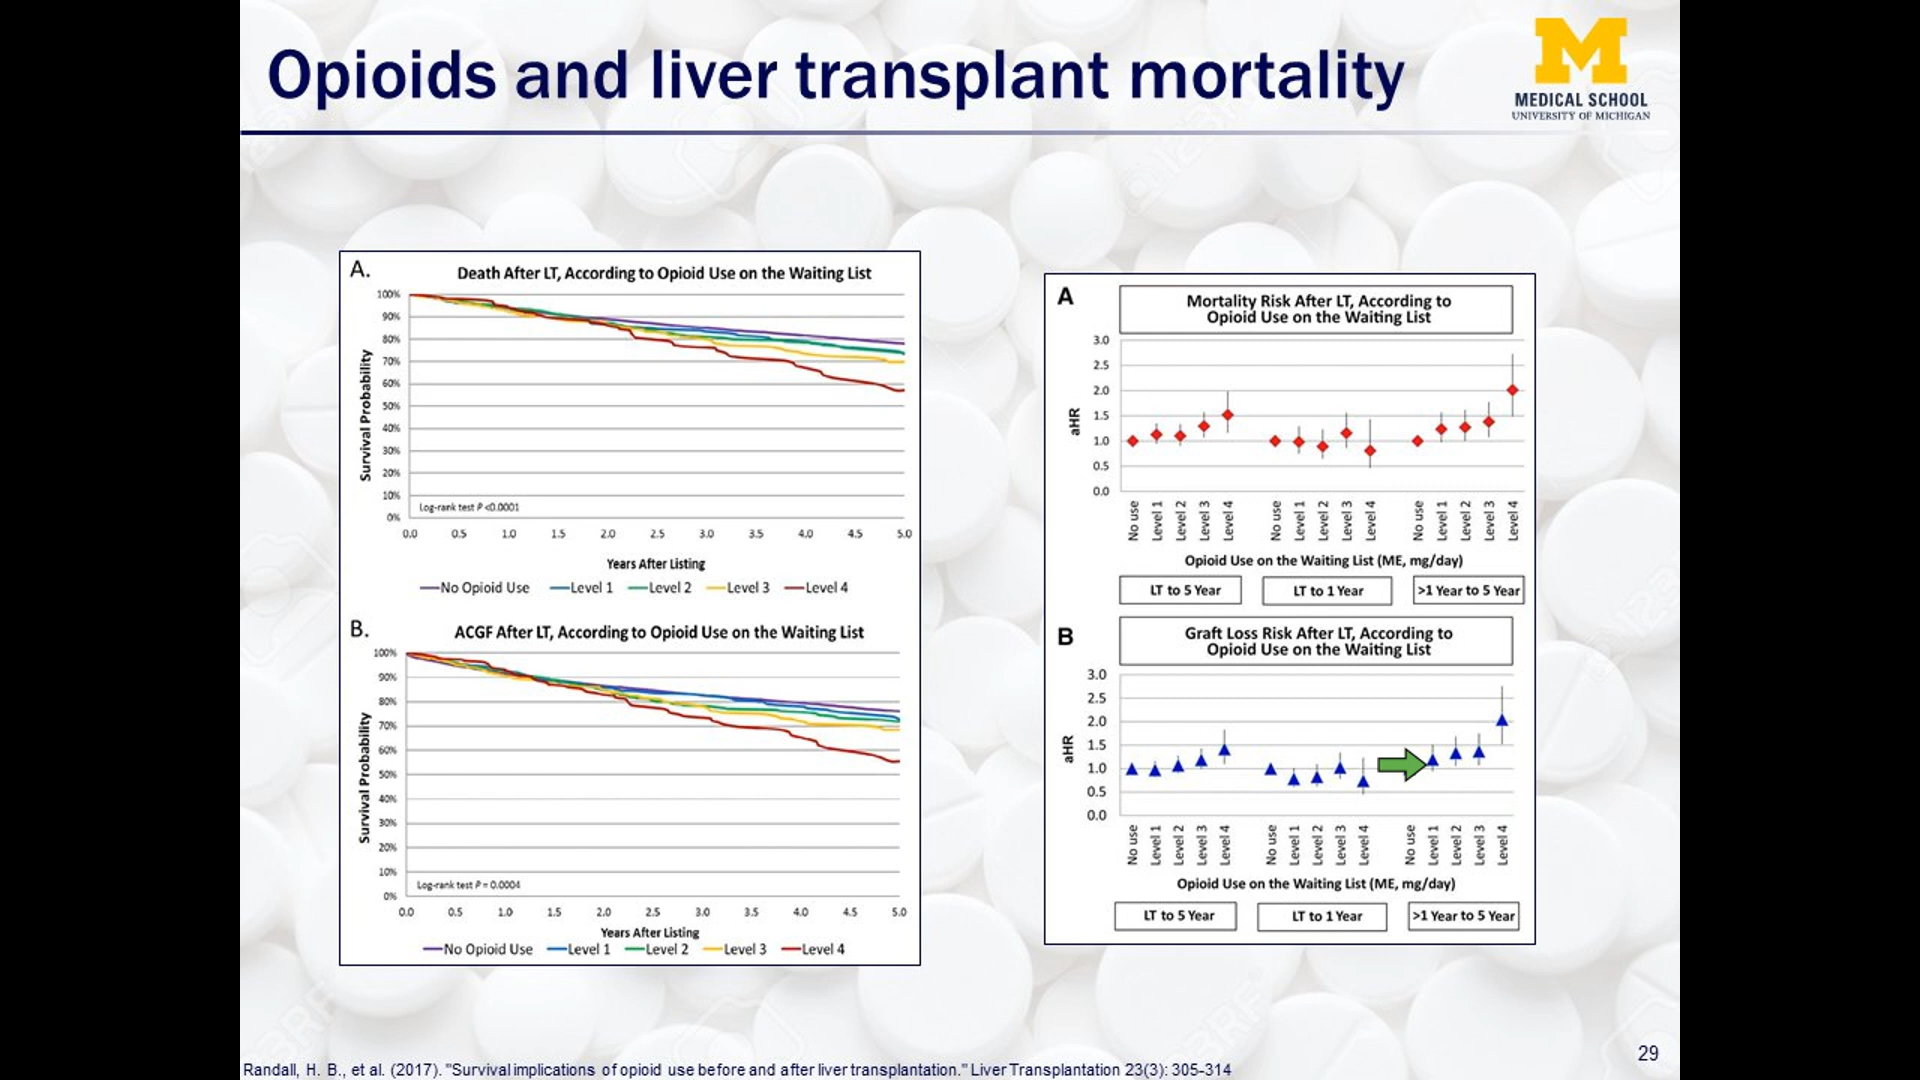 Opioids and liver transplant mortality
M
MEDICAL SCHOOL
UNIVERSITY OF MICHIGAN
A.
Death After LT, According to Opioid Use on the Waiting List
Survival Probability
100%
90%
80%
70%
60%
50%
40%
30%
20%
10%
0%
Log-rank test P <0.0001
0.0 0.5 1.0 1.5 2.0 2.5 3.0 3.5 4.0 4.5 5.0
Years After Listing
No Opioid Use Level 1 Level 2 Level 3 Level 4
B.
ACGF After LT, According to Opioid Use on the Waiting List
Survival Probability
100%
90%
80%
70%
60%
50%
40%
30%
20%
10%
0%
Log-rank test P = 0.0004
0.0 0.5 1.0 1.5 2.0 2.5 3.0 3.5 4.0 4.5 5.0
Years After Listing
No Opioid Use Level 1 Level 2 Level 3 Level 4
A
Mortality Risk After LT, According to
Opioid Use on the Waiting List
aHR
3.0
2.5
2.0
1.5
1.0
0.5
0.0
No use Level 1 Level 2 Level 3 Level 4 No use Level 1 Level 2 Level 3 Level 4 No use Level 1 Level 2 Level 3 Level 4
Opioid Use on the Waiting List (ME, mg/day)
LT to 5 Year LT to 1 Year >1 Year to 5 Year
B
Graft Loss Risk After LT, According to
Opioid Use on the Waiting List
aHR
3.0
2.5
2.0
1.5
1.0
0.5
0.0
No use Level 1 Level 2 Level 3 Level 4 No use Level 1 Level 2 Level 3 Level 4 No use Level 1 Level 2 Level 3 Level 4
Opioid Use on the Waiting List (ME, mg/day)
LT to 5 Year LT to 1 Year >1 Year to 5 Year
29
Randall, H. B., et al. (2017). "Survival implications of opioid use before and after liver transplantation." Liver Transplantation 23(3): 305-314